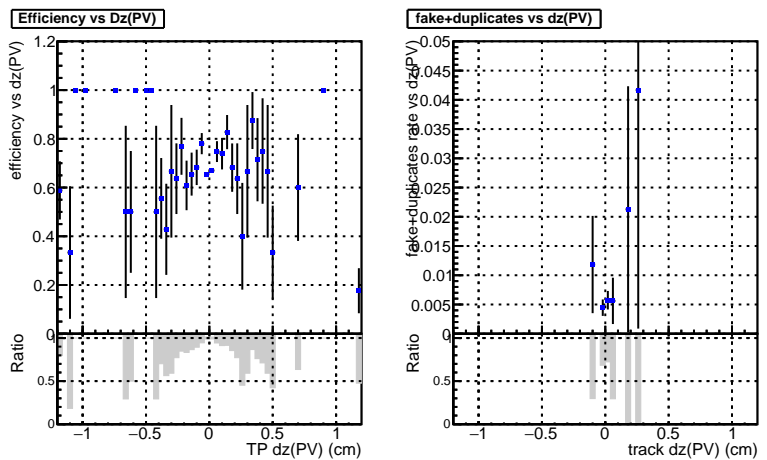 Efficiency vs Dz(PV)
efficiency vs dz(PV)
1.2
1
0.8
0.6
0.4
0.2
0
Ratio
1
0.5
0
−1 −0.5 0 0.5 1
TP dz(PV) (cm)
fake+duplicates vs dz(PV)
fake+duplicates rate vs dz(PV)
0.05
0.045
0.04
0.035
0.03
0.025
0.02
0.015
0.01
0.005
0
Ratio
1
0.5
0
−1 −0.5 0 0.5 1
track dz(PV) (cm)